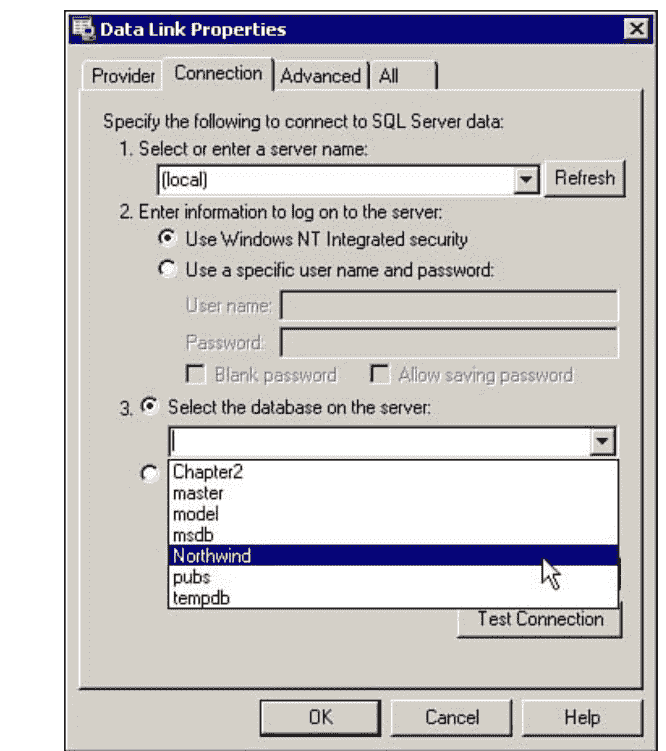 Data Link Properties
Provider Connection Advanced All
Specify the following to connect to SQL Server data:
1. Select or enter a server name:
(local) Refresh
2. Enter information to log on to the server:
Use Windows NT Integrated security
Use a specific user name and password:
User name:
Password:
Blank password Allow saving password
3. Select the database on the server:
Chapter2
master
model
msdb
Northwind
pubs
tempdb
Test Connection
OK Cancel Help